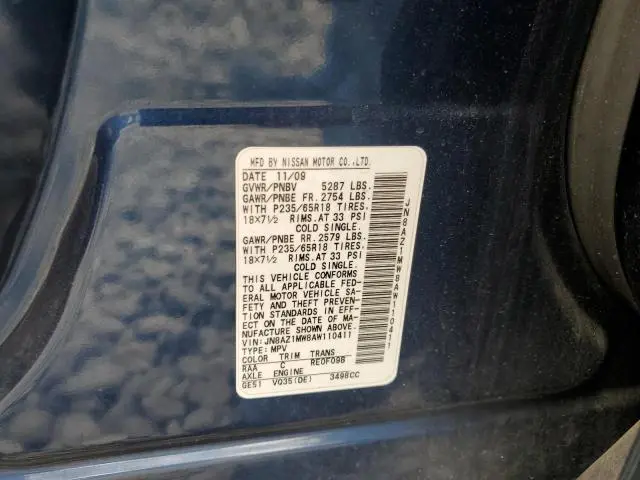 MFD BY NISSAN MOTOR CO.,LTD.
DATE 11/09
GVWR/PNBV 5287 LBS.
GAWR/PNBE FR. 2754 LBS.
WITH P235/65R18 TIRES.
18X7½ RIMS. AT 33 PSI
COLD SINGLE.
GAWR/PNBE RR. 2579 LBS.
WITH P235/65R18 TIRES.
18X7½ RIMS. AT 33 PSI
COLD SINGLE.
THIS VEHICLE CONFORMS
TO ALL APPLICABLE FED-
ERAL MOTOR VEHICLE SA-
FETY AND THEFT PREVEN-
TION STANDARDS IN EFF-
ECT ON THE DATE OF MA-
NUFACTURE SHOWN ABOVE.
VIN:JN8AZ1MW8AW110411
TYPE: MPV
COLOR TRIM TRANS
RAA C RE0F09B
AXLE ENGINE
GE51 VQ35(DE) 3498CC
JN8AZ1MW8AW110411